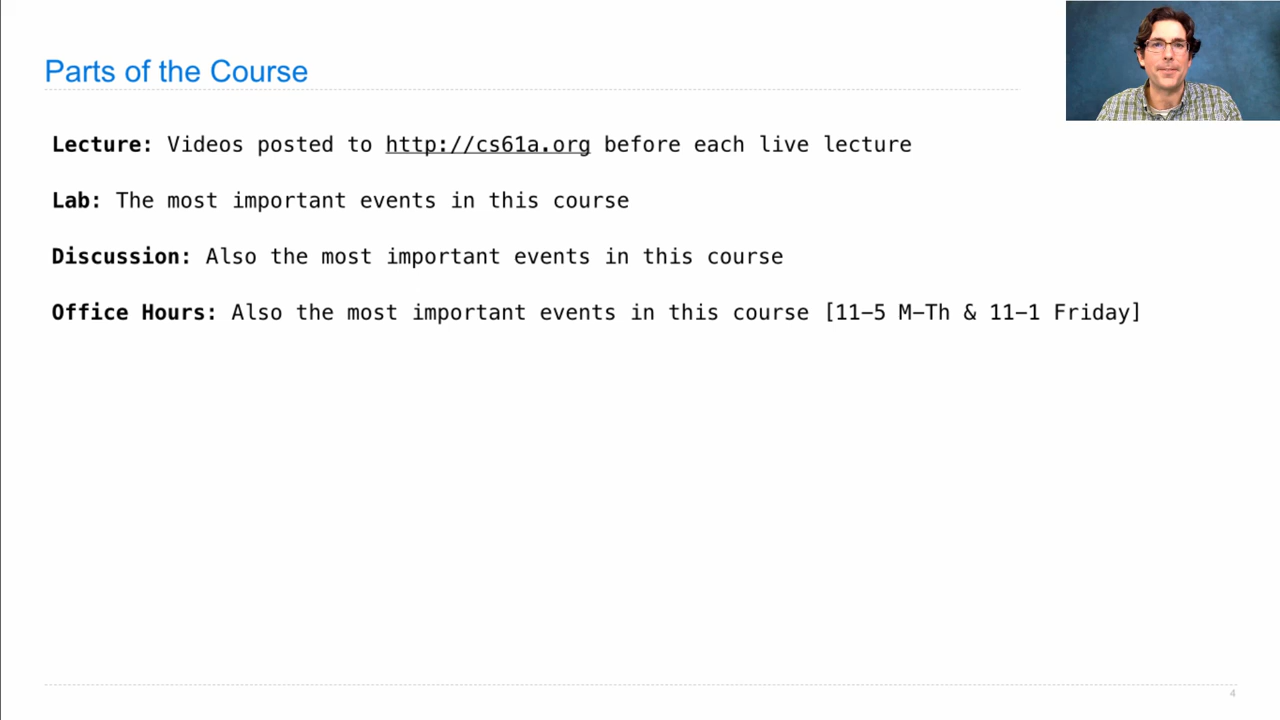 Parts of the Course
Lecture: Videos posted to http://cs61a.org before each live lecture
Lab: The most important events in this course
Discussion: Also the most important events in this course
Office Hours: Also the most important events in this course [11–5 M–Th & 11–1 Friday]
4